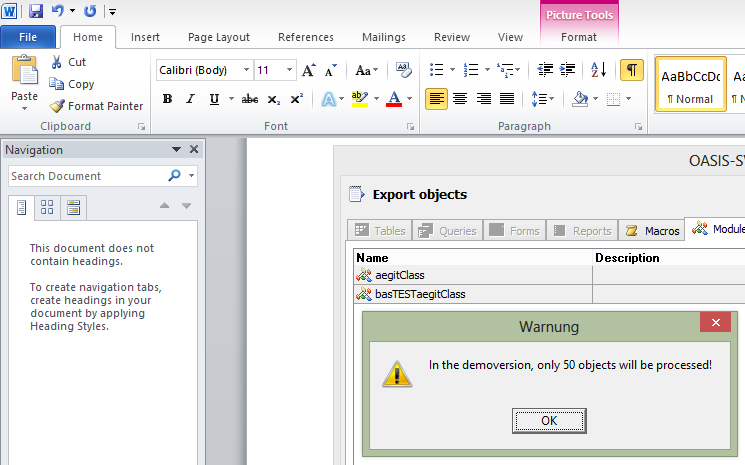 Picture Tools
File Home Insert Page Layout References Mailings Review View Format
Paste
Cut
Copy
Format Painter
Clipboard
Calibri (Body) 11
Font
Paragraph
AaBbCcDc
¶ Normal
Navigation
Search Document
This document does not
contain headings.
To create navigation tabs,
create headings in your
document by applying
Heading Styles.
OASIS-SV
Export objects
Tables Queries Forms Reports Macros Module
Name Description
aegitClass
basTESTaegitClass
Warnung
In the demoversion, only 50 objects will be processed!
OK